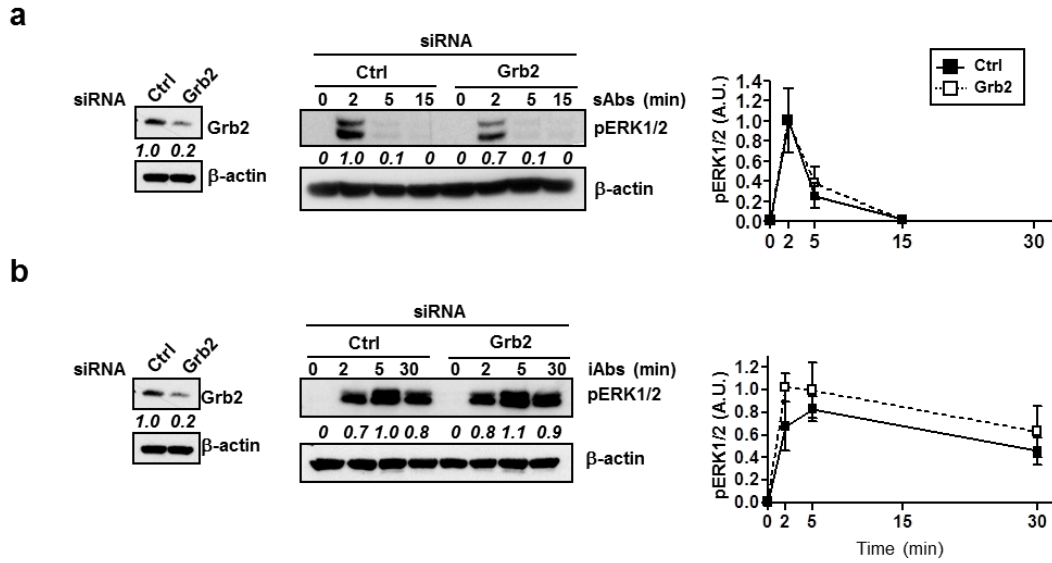 a
siRNA
Ctrl Grb2
Grb2
1.0 0.2
β-actin
siRNA
Ctrl Grb2
0 2 5 15 0 2 5 15 sAbs (min)
pERK1/2
0 1.0 0.1 0 0 0.7 0.1 0
β-actin
Ctrl
Grb2
pERK1/2 (A.U.)
1.4
1.2
1.0
0.8
0.6
0.4
0.2
0.0
0 2 5 15 30
b
siRNA
Ctrl Grb2
Grb2
1.0 0.2
β-actin
siRNA
Ctrl Grb2
0 2 5 30 0 2 5 30 iAbs (min)
pERK1/2
0 0.7 1.0 0.8 0 0.8 1.1 0.9
β-actin
pERK1/2 (A.U.)
1.4
1.2
1.0
0.8
0.6
0.4
0.2
0.0
0 2 5 15 30
Time (min)